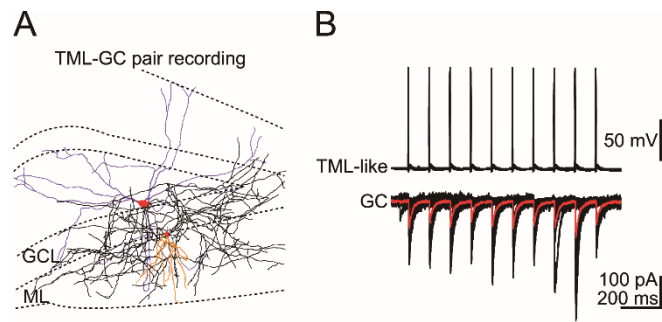 A
TML-GC pair recording
GCL
ML
B
50 mV
TML-like
GC
100 pA
200 ms